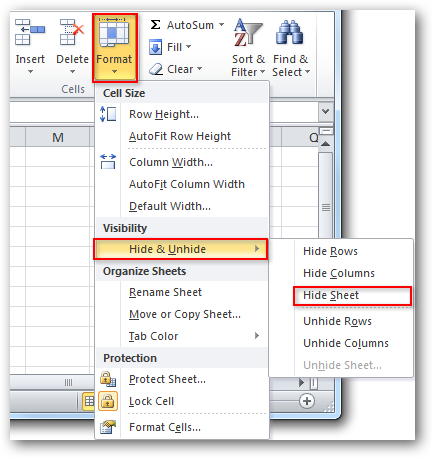 Insert Delete Format
Σ AutoSum
Fill
Clear
Sort & Filter
Find & Select
Cells
Cell Size
Row Height...
AutoFit Row Height
Column Width...
AutoFit Column Width
Default Width...
Visibility
Hide & Unhide
Organize Sheets
Rename Sheet
Move or Copy Sheet...
Tab Color
Protection
Protect Sheet...
Lock Cell
Format Cells...
M
Q
Hide Rows
Hide Columns
Hide Sheet
Unhide Rows
Unhide Columns
Unhide Sheet...